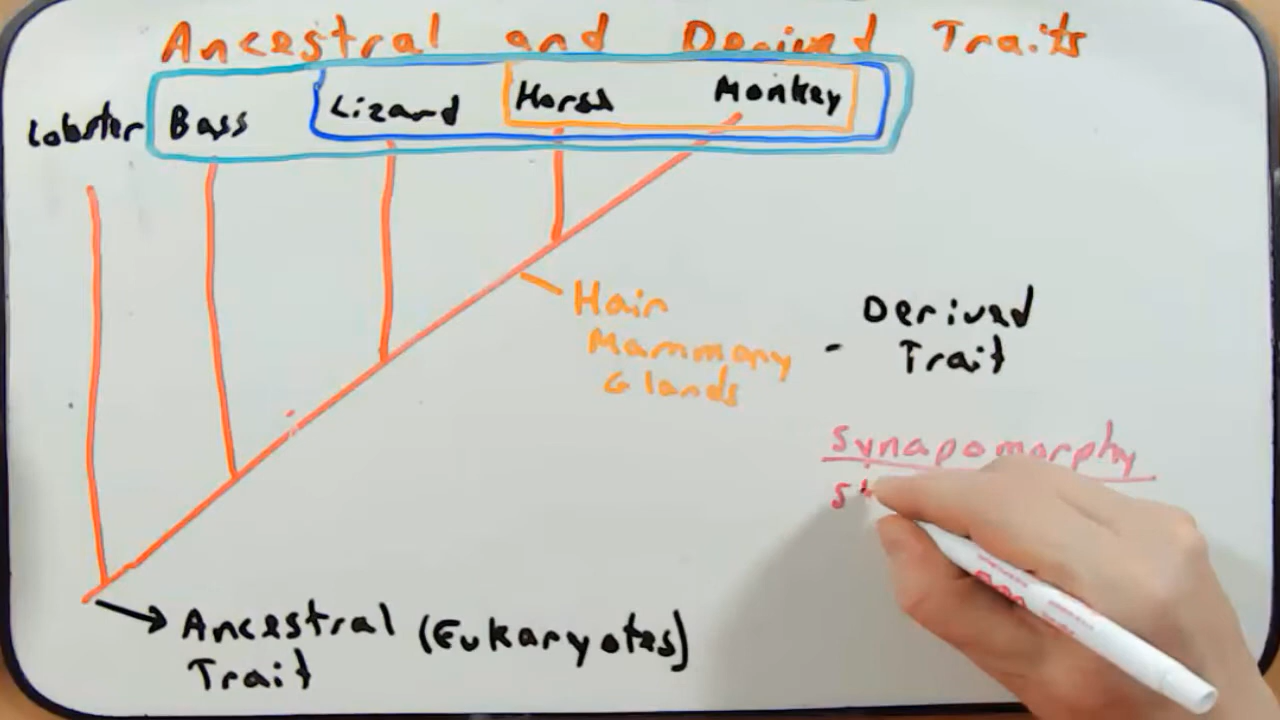 Ancestral and Derived Traits
Lobster Bass Lizard Horse Monkey
Hair
Mammary
Glands
- Derived
Trait
Synapomorphy
Ancestral (Eukaryotes)
Trait